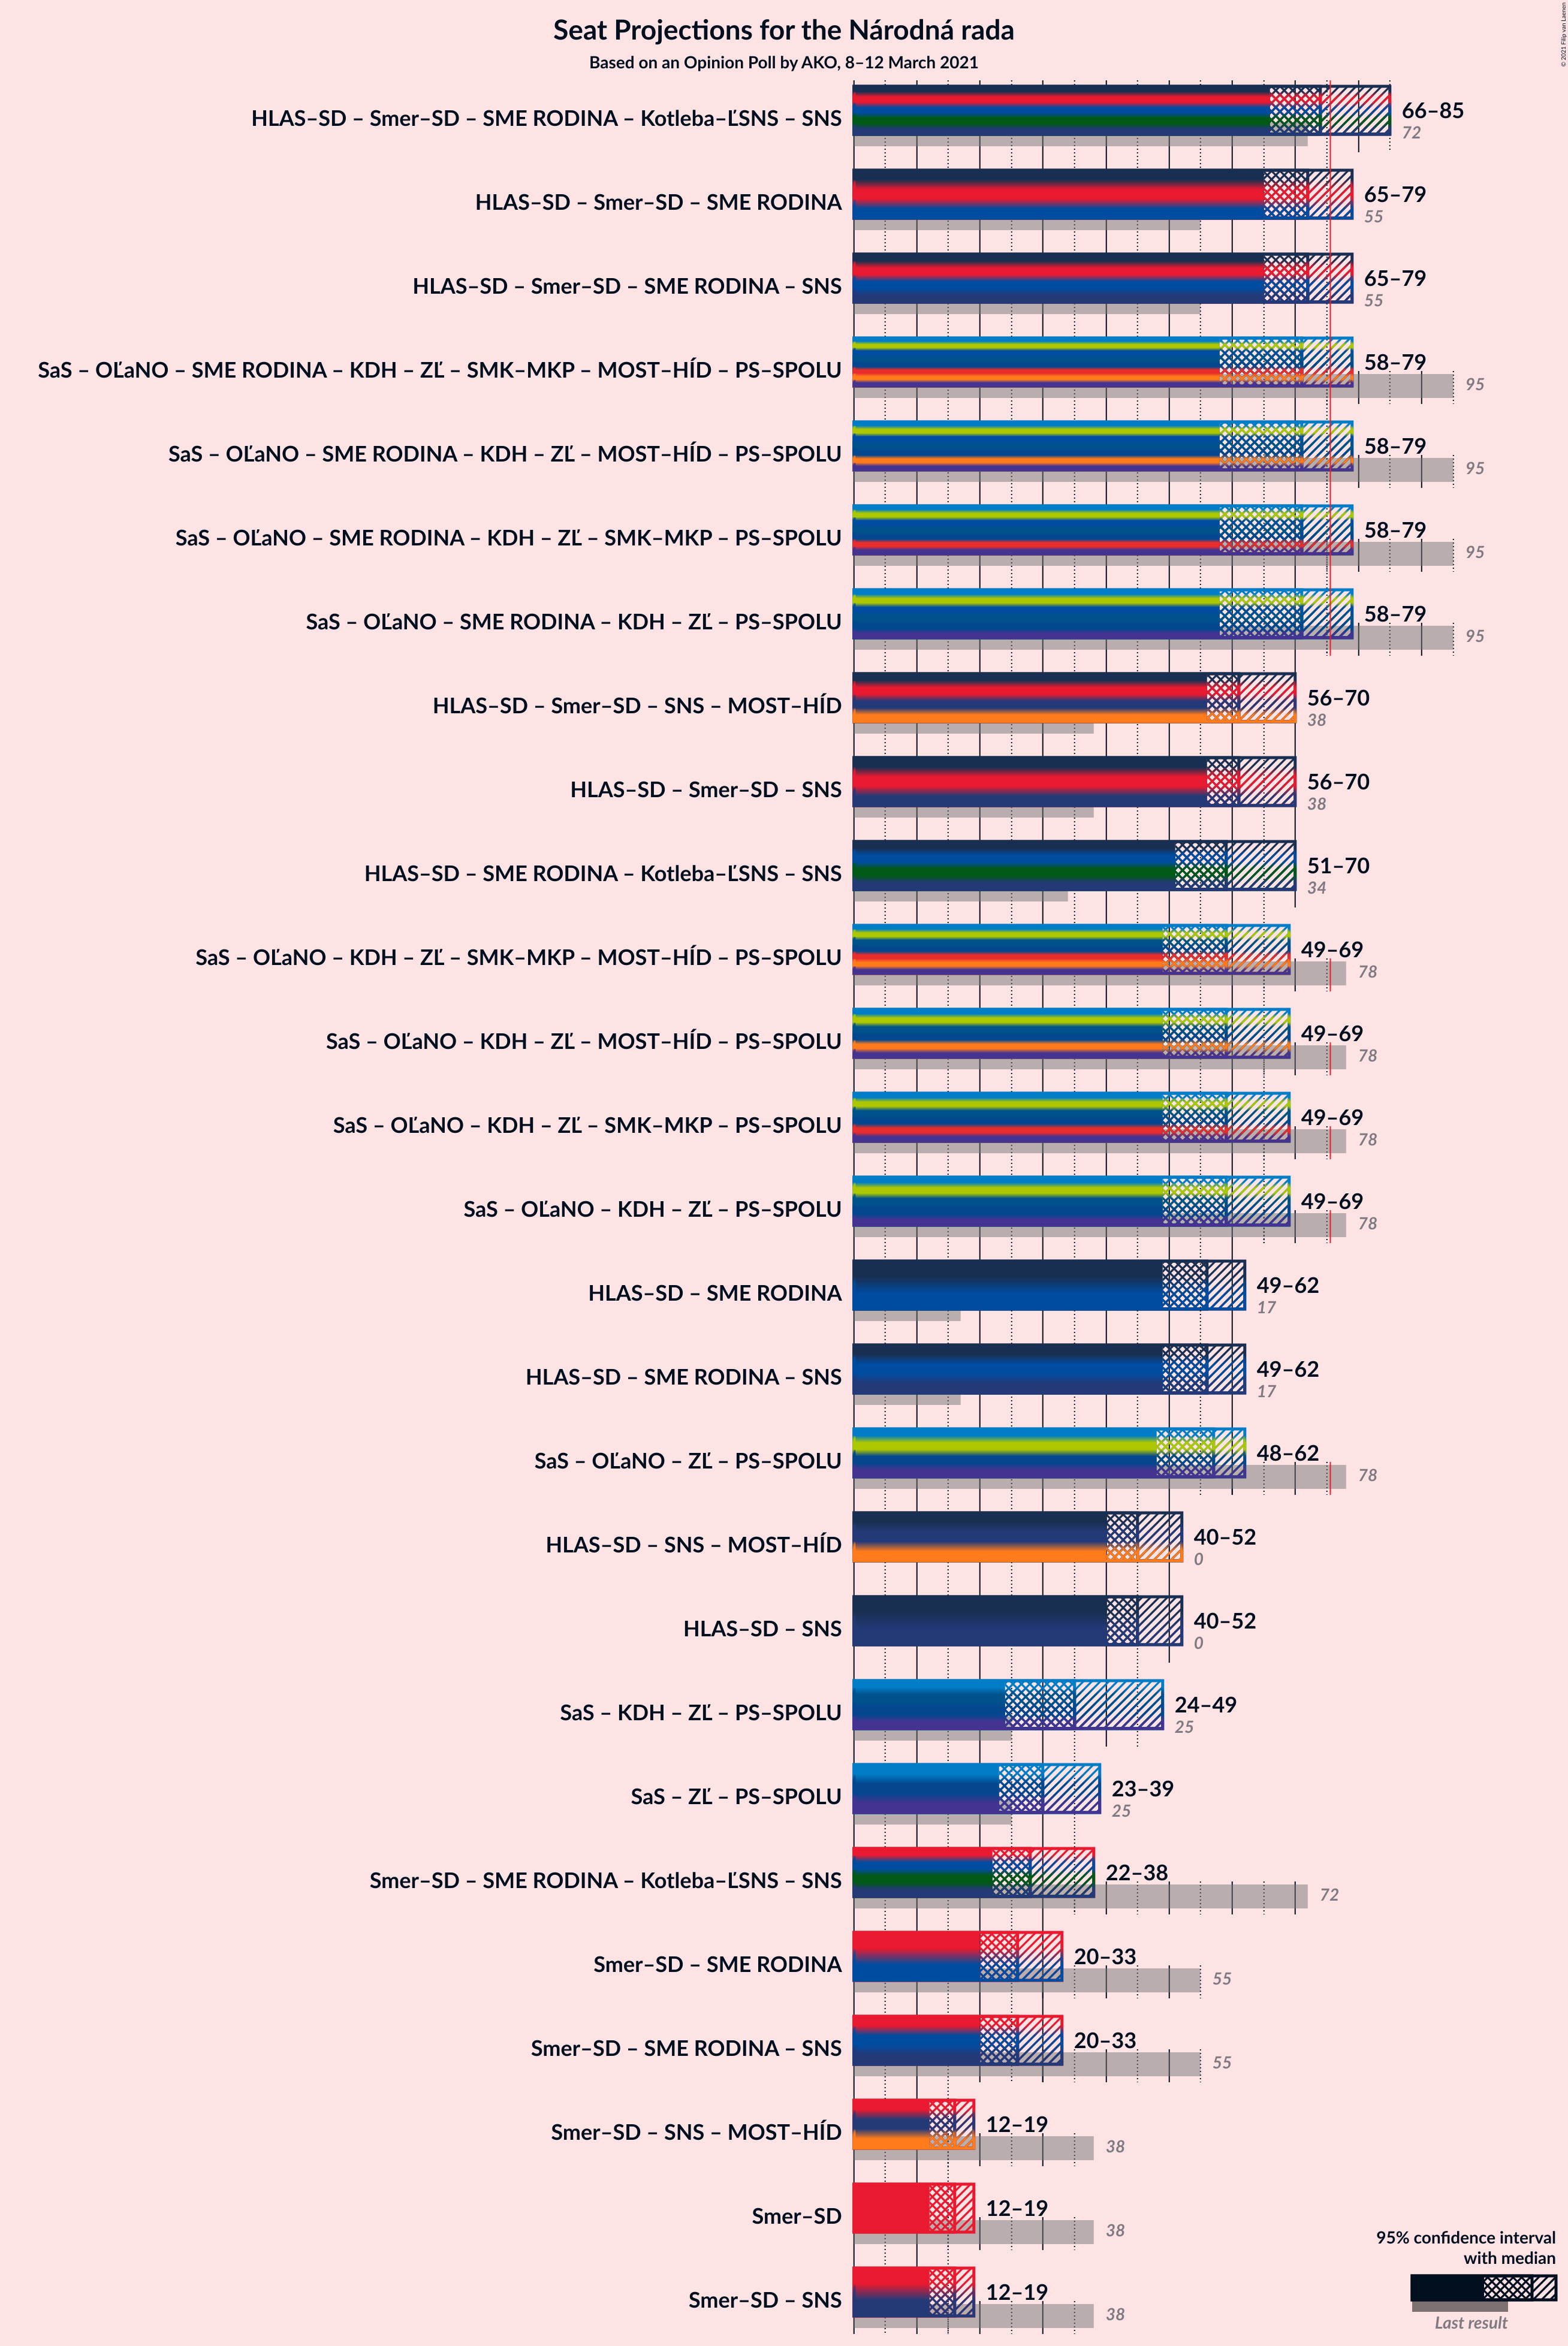 Seat Projections for the Národná rada
Based on an Opinion Poll by AKO, 8–12 March 2021
© 2021 Filip van Laenen
HLAS–SD – Smer–SD – SME RODINA – Kotleba–ĽSNS – SNS
66–85
72
HLAS–SD – Smer–SD – SME RODINA
65–79
55
HLAS–SD – Smer–SD – SME RODINA – SNS
65–79
55
SaS – OĽaNO – SME RODINA – KDH – ZĽ – SMK–MKP – MOST–HÍD – PS–SPOLU
58–79
95
SaS – OĽaNO – SME RODINA – KDH – ZĽ – MOST–HÍD – PS–SPOLU
58–79
95
SaS – OĽaNO – SME RODINA – KDH – ZĽ – SMK–MKP – PS–SPOLU
58–79
95
SaS – OĽaNO – SME RODINA – KDH – ZĽ – PS–SPOLU
58–79
95
HLAS–SD – Smer–SD – SNS – MOST–HÍD
56–70
38
HLAS–SD – Smer–SD – SNS
56–70
38
HLAS–SD – SME RODINA – Kotleba–ĽSNS – SNS
51–70
34
SaS – OĽaNO – KDH – ZĽ – SMK–MKP – MOST–HÍD – PS–SPOLU
49–69
78
SaS – OĽaNO – KDH – ZĽ – MOST–HÍD – PS–SPOLU
49–69
78
SaS – OĽaNO – KDH – ZĽ – SMK–MKP – PS–SPOLU
49–69
78
SaS – OĽaNO – KDH – ZĽ – PS–SPOLU
49–69
78
HLAS–SD – SME RODINA
49–62
17
HLAS–SD – SME RODINA – SNS
49–62
17
SaS – OĽaNO – ZĽ – PS–SPOLU
48–62
78
HLAS–SD – SNS – MOST–HÍD
40–52
0
HLAS–SD – SNS
40–52
0
SaS – KDH – ZĽ – PS–SPOLU
24–49
25
SaS – ZĽ – PS–SPOLU
23–39
25
Smer–SD – SME RODINA – Kotleba–ĽSNS – SNS
22–38
72
Smer–SD – SME RODINA
20–33
55
Smer–SD – SME RODINA – SNS
20–33
55
Smer–SD – SNS – MOST–HÍD
12–19
38
Smer–SD
12–19
38
Smer–SD – SNS
12–19
38
95% confidence interval
with median
Last result